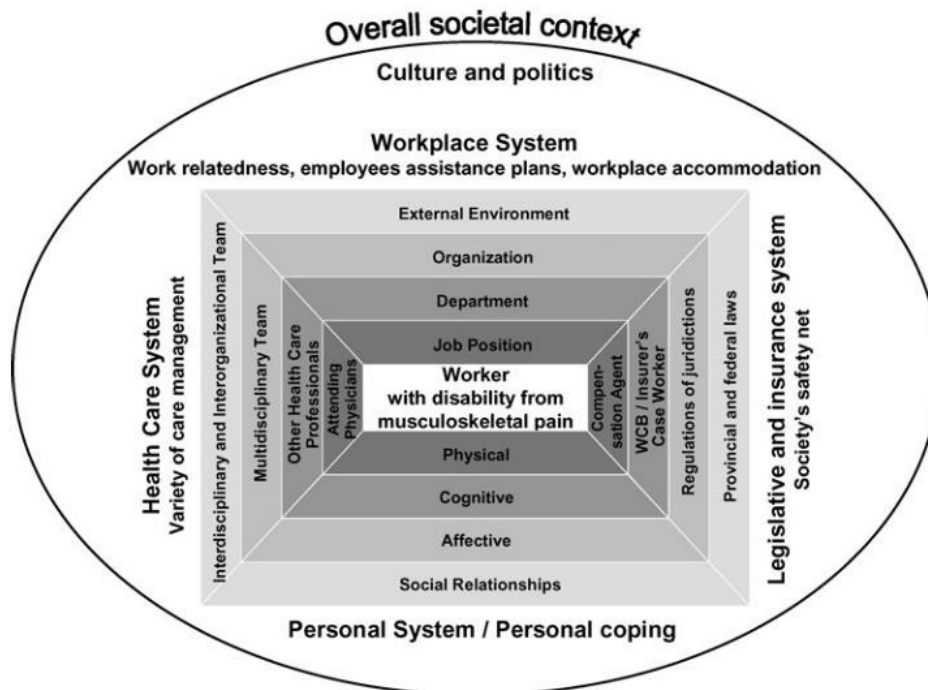 Overall societal context
Culture and politics
Workplace System
Work relatedness, employees assistance plans, workplace accommodation
External Environment
Organization
Department
Job Position
Health Care System
Variety of care management
Interdisciplinary and Interorganizational Team
Multidisciplinary Team
Other Health Care
Professionals
Attending
Physicians
Worker
with disability from
musculoskeletal pain
Compen-
sation Agent
WCB / Insurer's
Case Worker
Regulations of juridictions
Provincial and federal laws
Legislative and insurance system
Society's safety net
Physical
Cognitive
Affective
Social Relationships
Personal System / Personal coping